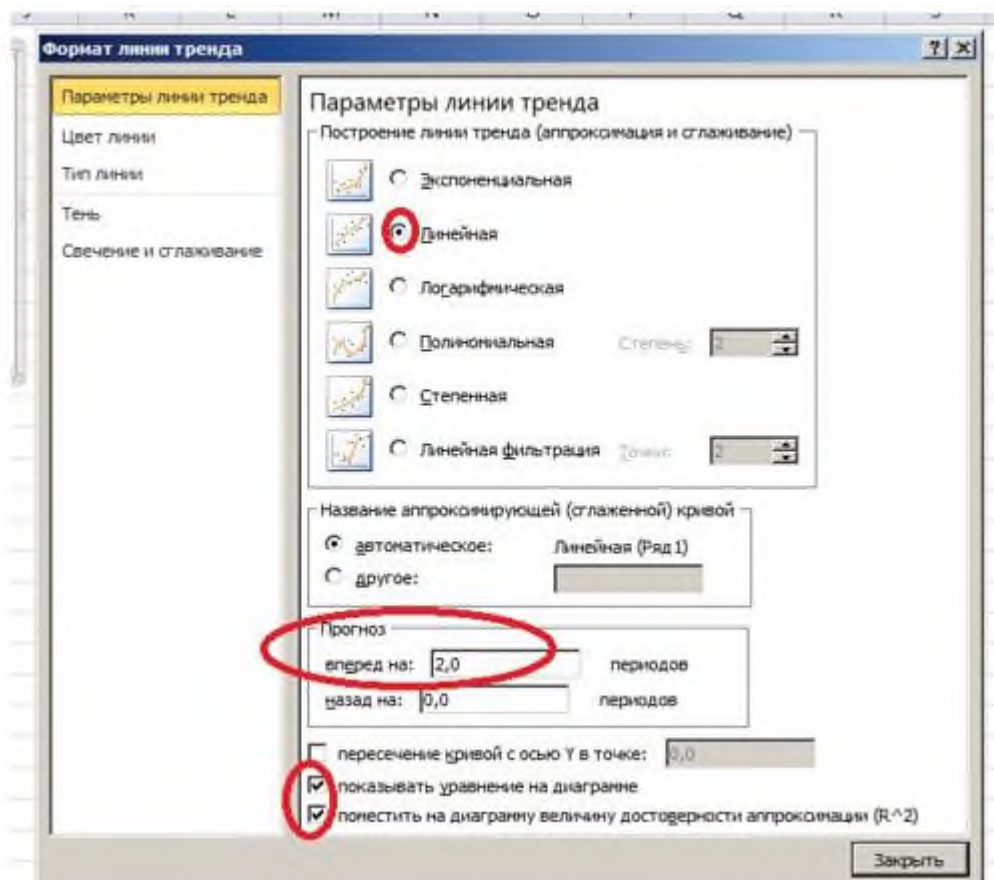 Формат линии тренда
Параметры линии тренда
Цвет линии
Тип линии
Тень
Свечение и сглаживание
Параметры линии тренда
Построение линии тренда (аппроксимация и сглаживание)
Экспоненциальная
Линейная
Логарифмическая
Полиномиальная Степень: 2
Степенная
Линейная фильтрация Точки: 2
Название аппроксимирующей (сглаженной) кривой
автоматическое: Линейная (Ряд1)
другое:
Прогноз
вперед на: 2,0 периодов
назад на: 0,0 периодов
пересечение кривой с осью Y в точке: 0,0
показывать уравнение на диаграмме
поместить на диаграмму величину достоверности аппроксимации (R^2)
Закрыть